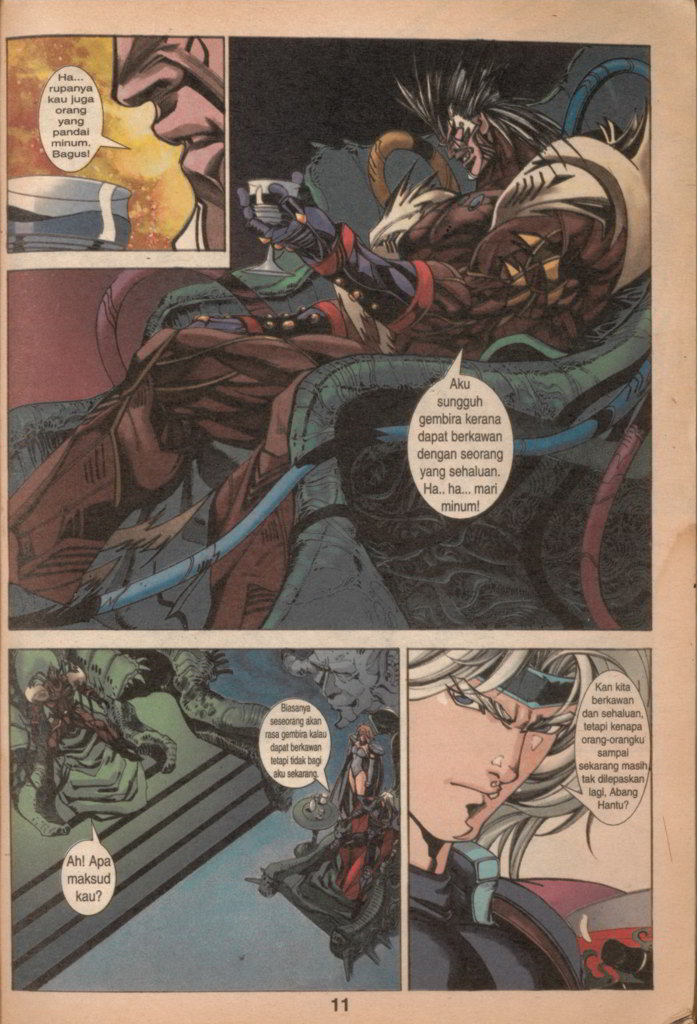 Ha...
rupanya
kau juga
orang
yang
pandai
minum.
Bagus!
Aku
sungguh
gembira kerana
dapat berkawan
dengan seorang
yang sehaluan.
Ha.. ha... mari
minum!
Biasanya
seseorang akan
rasa gembira kalau
dapat berkawan
tetapi tidak bagi
aku sekarang.
Ah! Apa
maksud
kau?
Kan kita
berkawan
dan sehaluan,
tetapi kenapa
orang-orangku
sampai
sekarang masih
tak dilepaskan
lagi, Abang
Hantu?
11